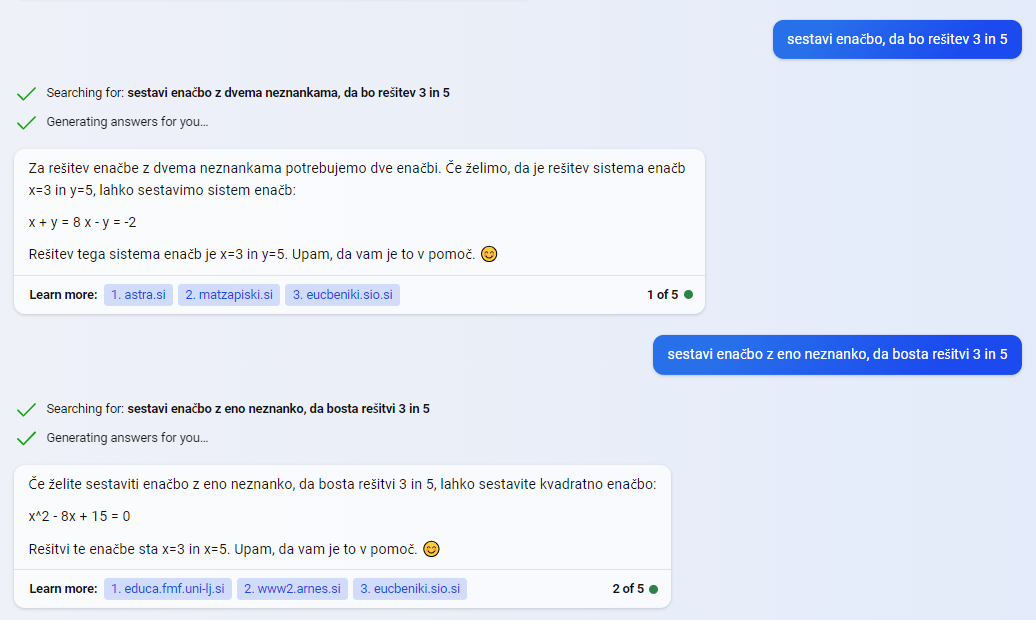 sestavi enačbo, da bo rešitev 3 in 5
Searching for: sestavi enačbo z dvema neznankama, da bo rešitev 3 in 5
Generating answers for you...
Za rešitev enačbe z dvema neznankama potrebujemo dve enačbi. Če želimo, da je rešitev sistema enačb
x=3 in y=5, lahko sestavimo sistem enačb:
x + y = 8 x - y = -2
Rešitev tega sistema enačb je x=3 in y=5. Upam, da vam je to v pomoč. 😊
Learn more: 1. astra.si 2. matzapiski.si 3. eucbeniki.sio.si 1 of 5
sestavi enačbo z eno neznanko, da bosta rešitvi 3 in 5
Searching for: sestavi enačbo z eno neznanko, da bosta rešitvi 3 in 5
Generating answers for you...
Če želite sestaviti enačbo z eno neznanko, da bosta rešitvi 3 in 5, lahko sestavite kvadratno enačbo:
x^2 - 8x + 15 = 0
Rešitvi te enačbe sta x=3 in x=5. Upam, da vam je to v pomoč. 😊
Learn more: 1. educa.fmf.uni-lj.si 2. www2.arnes.si 3. eucbeniki.sio.si 2 of 5